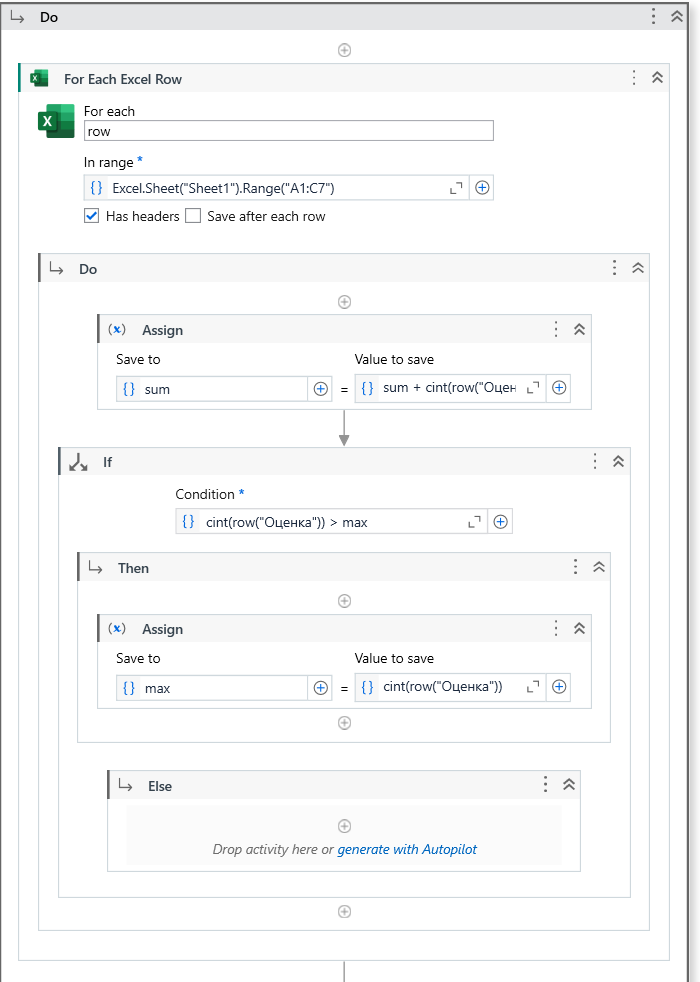 Do
For Each Excel Row
For each
row
In range *
Excel.Sheet("Sheet1").Range("A1:C7")
Has headers Save after each row
Do
(x) Assign
Save to Value to save
{} sum = {} sum + cint(row("Оцен
If
Condition *
{} cint(row("Оценка")) > max
Then
(x) Assign
Save to Value to save
{} max = {} cint(row("Оценка"))
Else
Drop activity here or generate with Autopilot